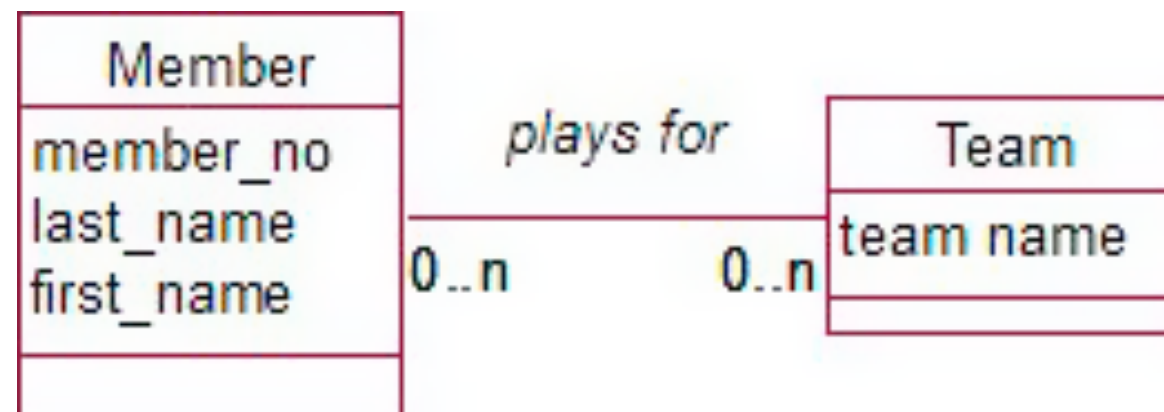 Member
member_no
last_name
first_name
plays for
0..n
0..n
Team
team name